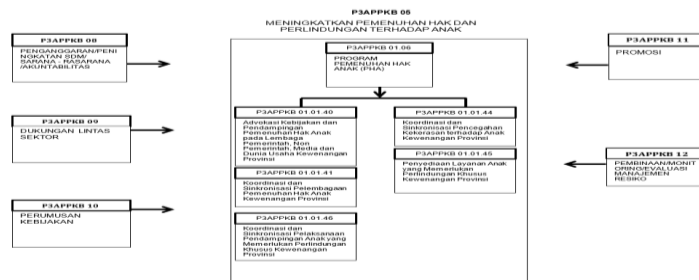 P3APPKB 05
MENINGKATKAN PEMENUHAN HAK DAN
PERLINDUNGAN TERHADAP ANAK
P3APPKB 08
PENGANGGARAN/PENI
NGKATAN SDM/
SARANA - RASARANA
/AKUNTABILITAS
P3APPKB 09
DUKUNGAN LINTAS
SEKTOR
P3APPKB 10
PERUMUSAN
KEBIJAKAN
P3APPKB 01.06
PROGRAM
PEMENUHAN HAK
ANAK (PHA)
P3APPKB 01.01.40
Advokasi Kebijakan dan
Pendampingan
Pemenuhan Hak Anak
pada Lembaga
Pemerintah, Non
Pemerintah, Media dan
Dunia Usaha Kewenangan
Provinsi
P3APPKB 01.01.41
Koordinasi dan
Sinkronisasi Pelembagaan
Pemenuhan Hak Anak
Kewenangan Provinsi
P3APPKB 01.01.46
Koordinasi dan
Sinkronisasi Pelaksanaan
Pendampingan Anak yang
Memerlukan Perlindungan
Khusus Kewenangan
Provinsi
P3APPKB 01.01.44
Koordinasi dan
Sinkronisasi Pencegahan
Kekerasan terhadap Anak
Kewenangan Provinsi
P3APPKB 01.01.45
Penyediaan Layanan Anak
yang Memerlukan
Perlindungan Khusus
Kewenangan Provinsi
P3APPKB 11
PROMOSI
P3APPKB 12
PEMBINAAN/MONIT
ORING/EVALUASI
MANAJEMEN
RESIKO